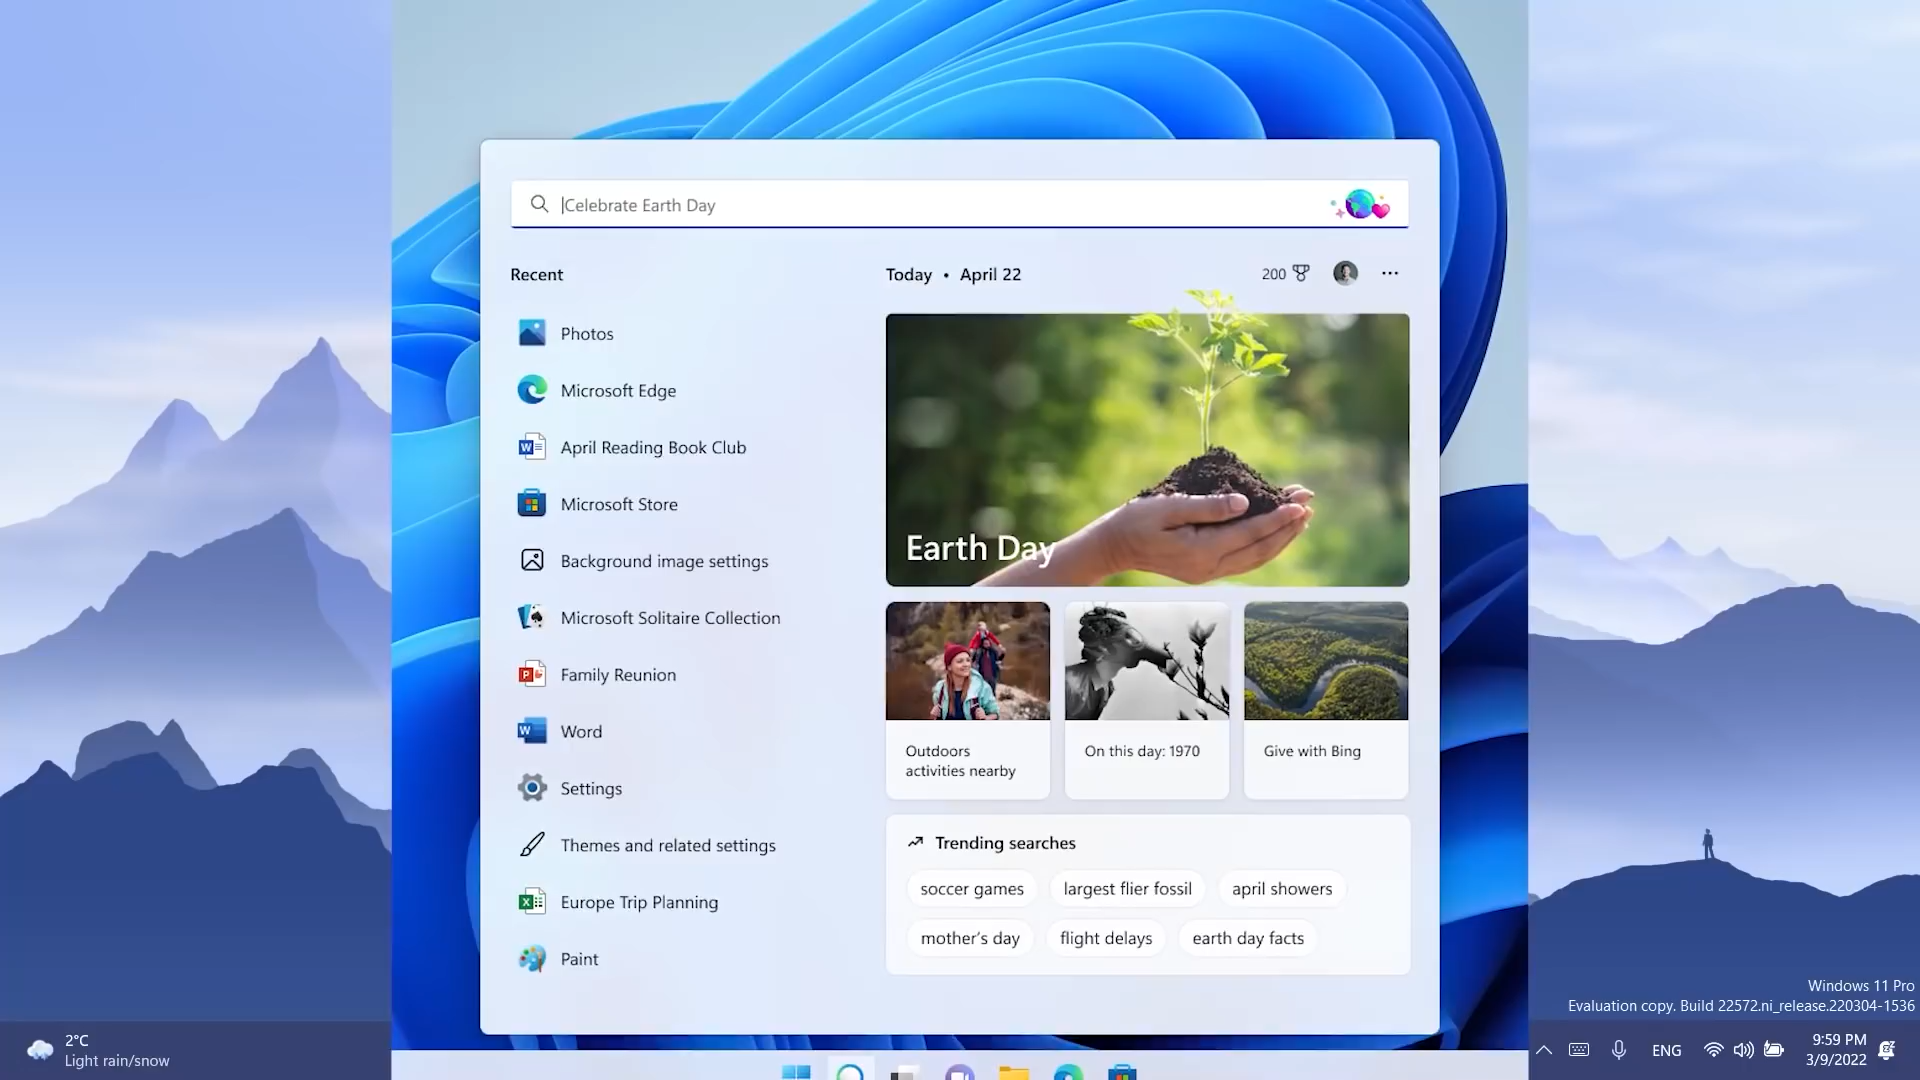 Celebrate Earth Day
Recent
Photos
Microsoft Edge
April Reading Book Club
Microsoft Store
Background image settings
Microsoft Solitaire Collection
Family Reunion
Word
Settings
Themes and related settings
Europe Trip Planning
Paint
Today • April 22
200
Earth Day
Outdoors
activities nearby
On this day: 1970
Give with Bing
Trending searches
soccer games
largest flier fossil
april showers
mother's day
flight delays
earth day facts
Windows 11 Pro
Evaluation copy. Build 22572.ni_release.220304-1536
2°C
Light rain/snow
ENG
9:59 PM
3/9/2022